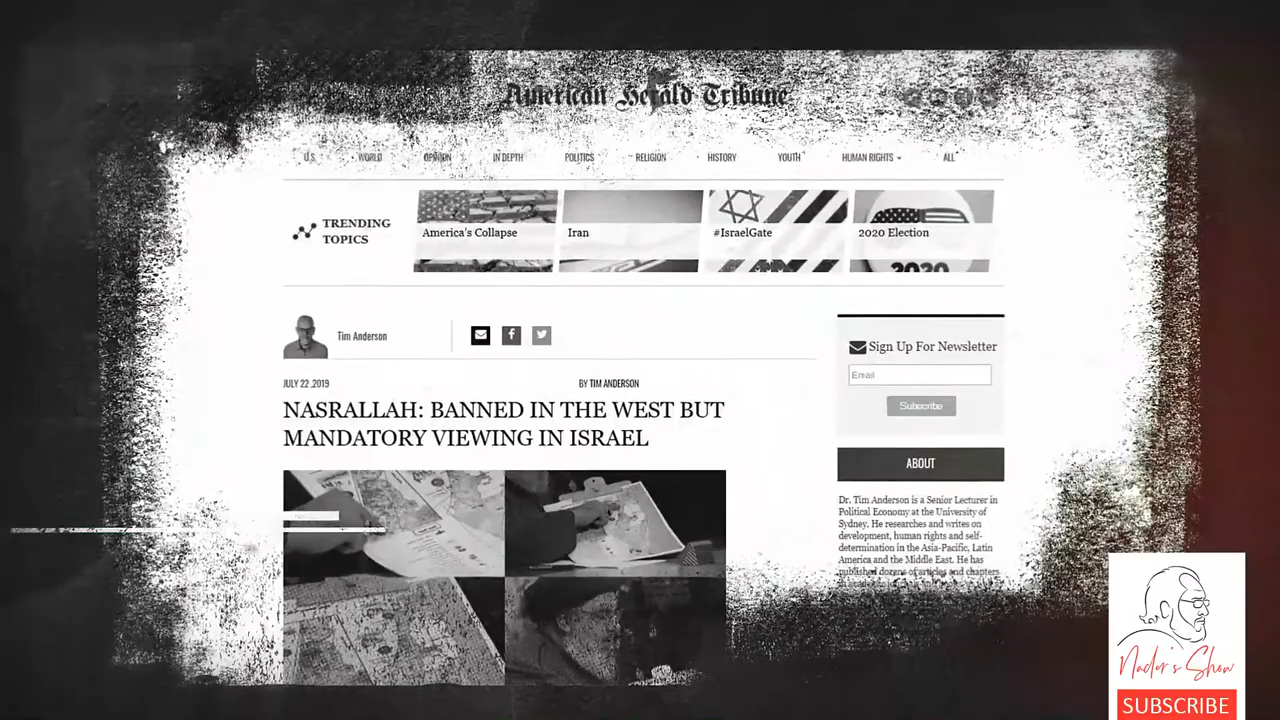 American Herald Tribune
U.S. WORLD OPINION IN DEPTH POLITICS RELIGION HISTORY YOUTH HUMAN RIGHTS ALL
TRENDING
TOPICS
America's Collapse
Iran
#IsraelGate
2020 Election
2020
Tim Anderson
JULY 22 ,2019
BY TIM ANDERSON
NASRALLAH: BANNED IN THE WEST BUT
MANDATORY VIEWING IN ISRAEL
Sign Up For Newsletter
Email
Subscribe
ABOUT
Dr. Tim Anderson is a Senior Lecturer in
Political Economy at the University of
Sydney. He researches and writes on
development, human rights and self-
determination in the Asia-Pacific, Latin
America and the Middle East. He has
published dozens of articles and chapters
Nader's Show
SUBSCRIBE